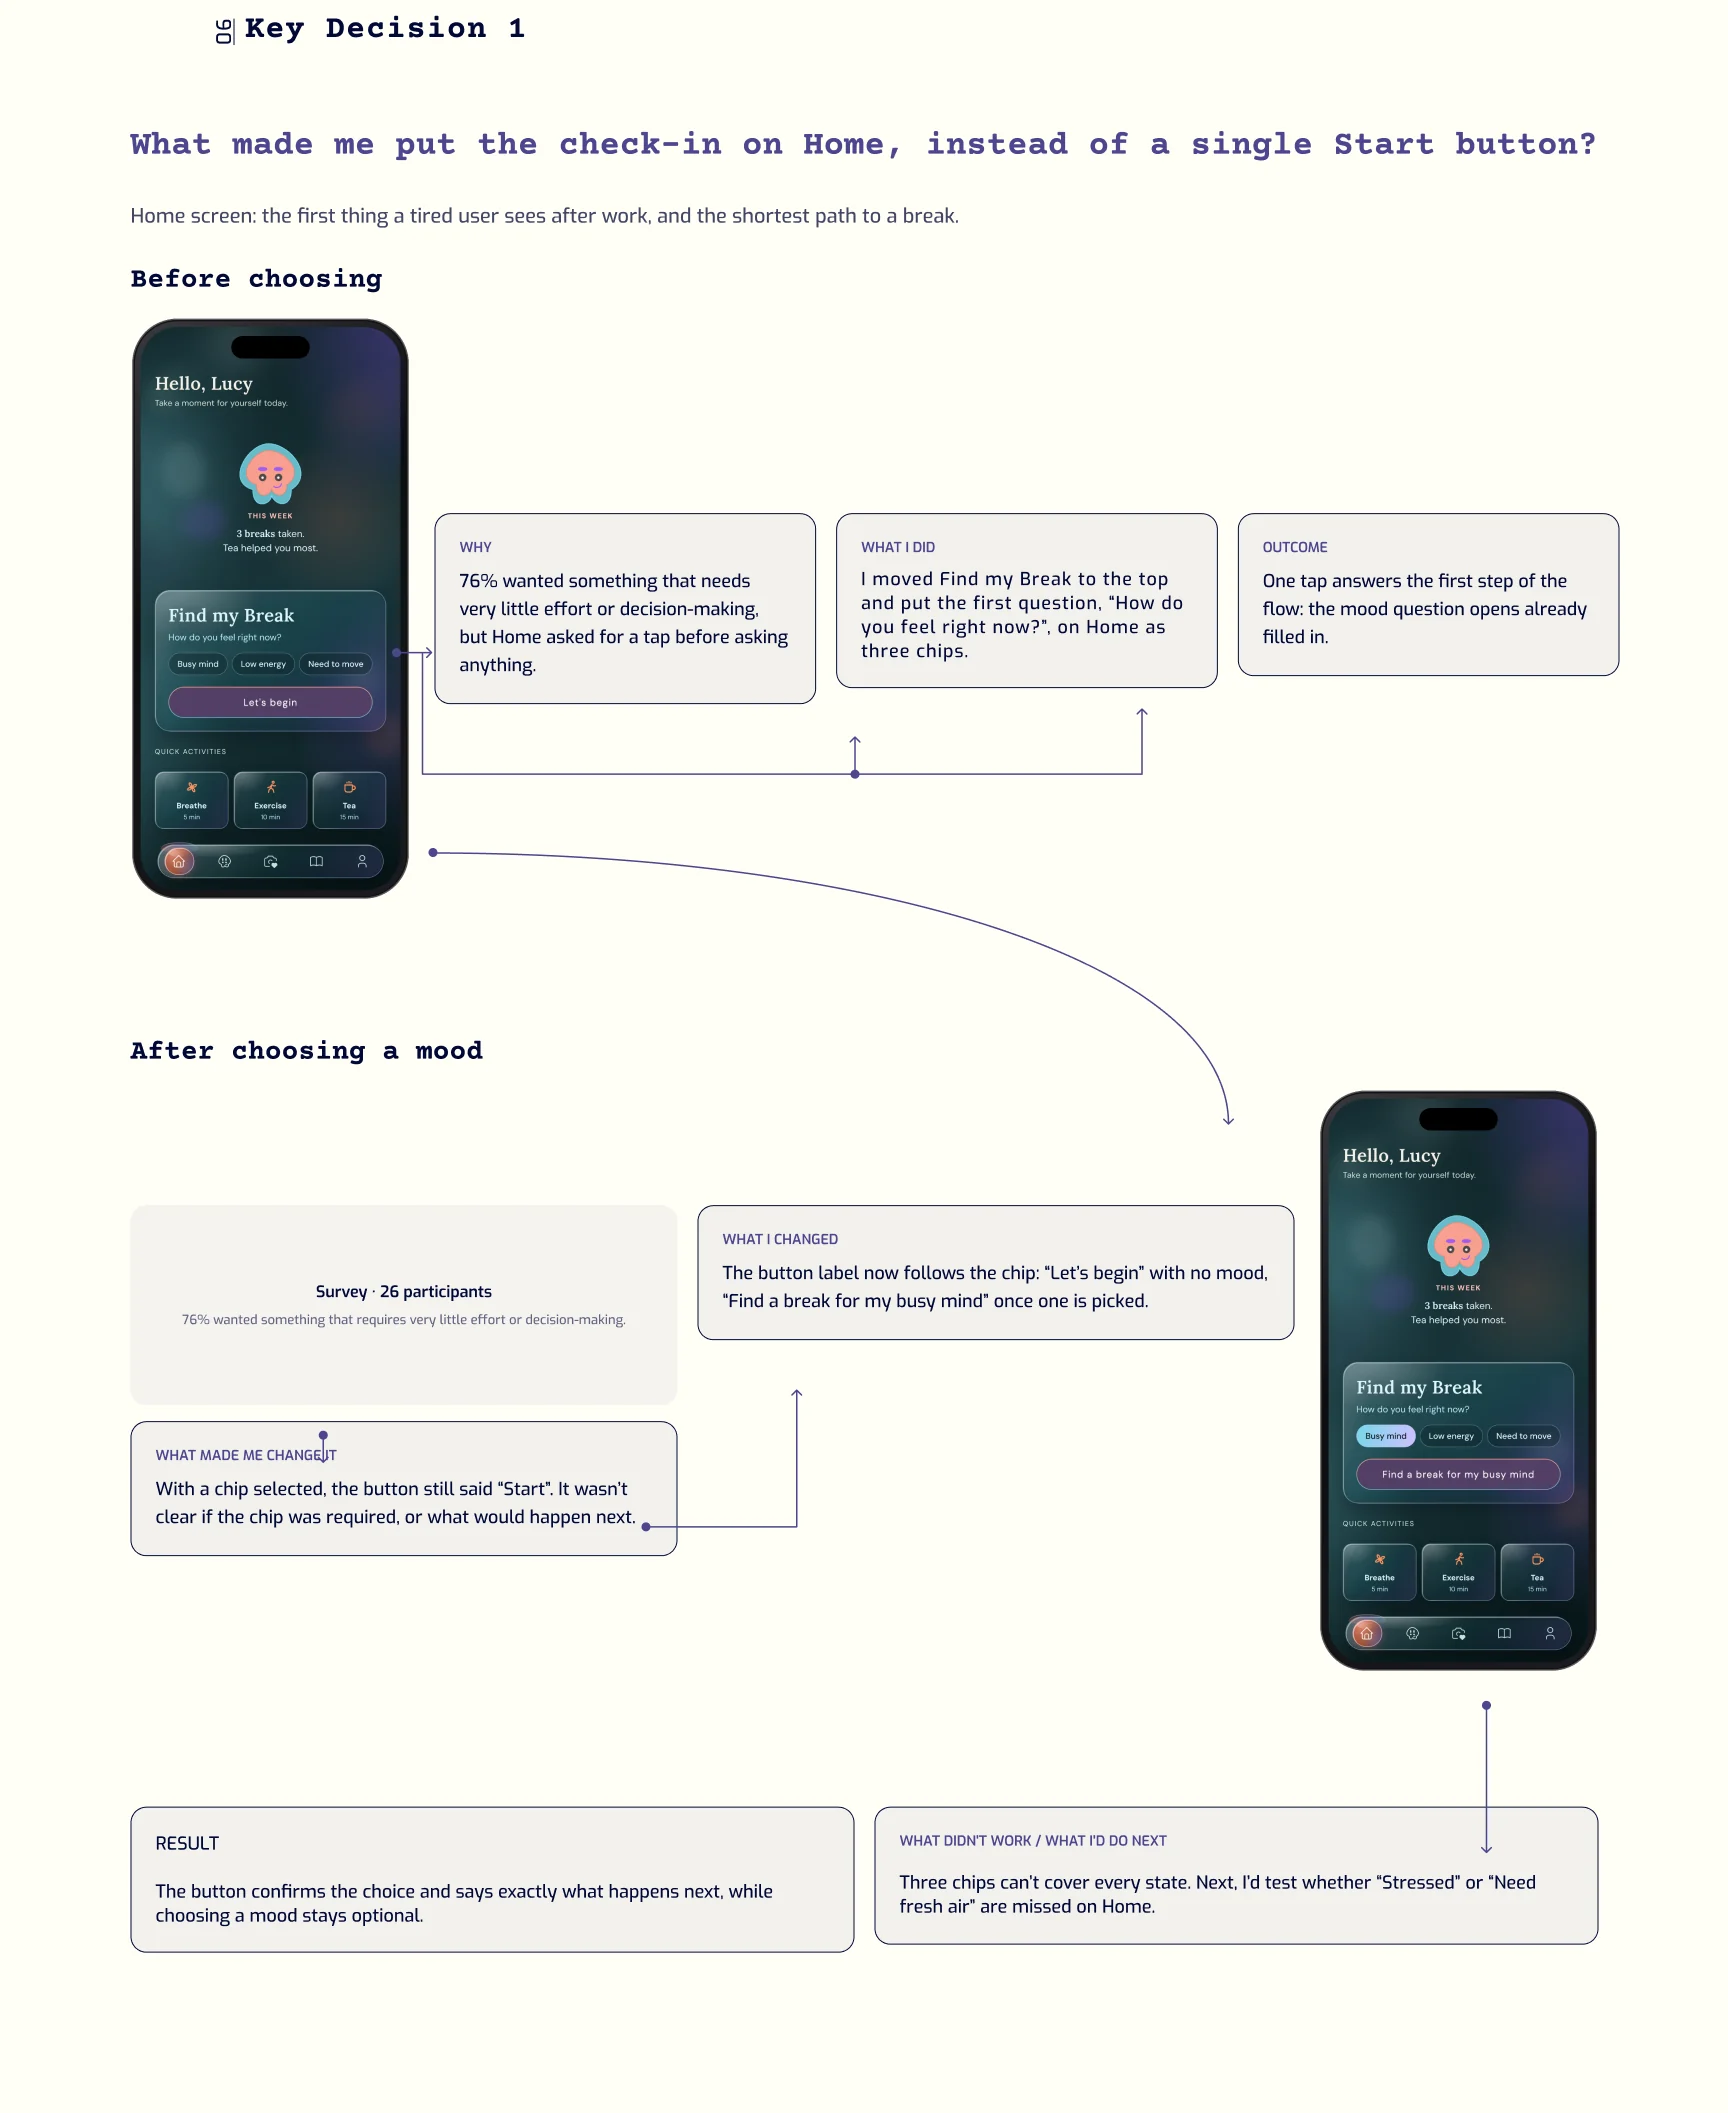 06
Key Decision 1
What made me put the check-in on Home, instead of a single Start button?
Home screen: the first thing a tired user sees after work, and the shortest path to a break.
Before choosing
Hello, Lucy
Take a moment for yourself today.
THIS WEEK
3 breaks taken.
Tea helped you most.
Find my Break
How do you feel right now?
Busy mind
Low energy
Need to move
Let's begin
QUICK ACTIVITIES
Breathe
5 min
Exercise
10 min
Tea
15 min
WHY
76% wanted something that needs
very little effort or decision-making,
but Home asked for a tap before asking
anything.
WHAT I DID
I moved Find my Break to the top
and put the first question, “How do
you feel right now?”, on Home as
three chips.
OUTCOME
One tap answers the first step of the
flow: the mood question opens already
filled in.
After choosing a mood
Survey · 26 participants
76% wanted something that requires very little effort or decision-making.
WHAT I CHANGED
The button label now follows the chip: “Let’s begin” with no mood,
“Find a break for my busy mind” once one is picked.
WHAT MADE ME CHANGE IT
With a chip selected, the button still said “Start”. It wasn’t
clear if the chip was required, or what would happen next.
Hello, Lucy
Take a moment for yourself today.
THIS WEEK
3 breaks taken.
Tea helped you most.
Find my Break
How do you feel right now?
Busy mind
Low energy
Need to move
Find a break for my busy mind
QUICK ACTIVITIES
Breathe
5 min
Exercise
10 min
Tea
15 min
RESULT
The button confirms the choice and says exactly what happens next, while
choosing a mood stays optional.
WHAT DIDN'T WORK / WHAT I'D DO NEXT
Three chips can’t cover every state. Next, I’d test whether “Stressed” or “Need
fresh air” are missed on Home.